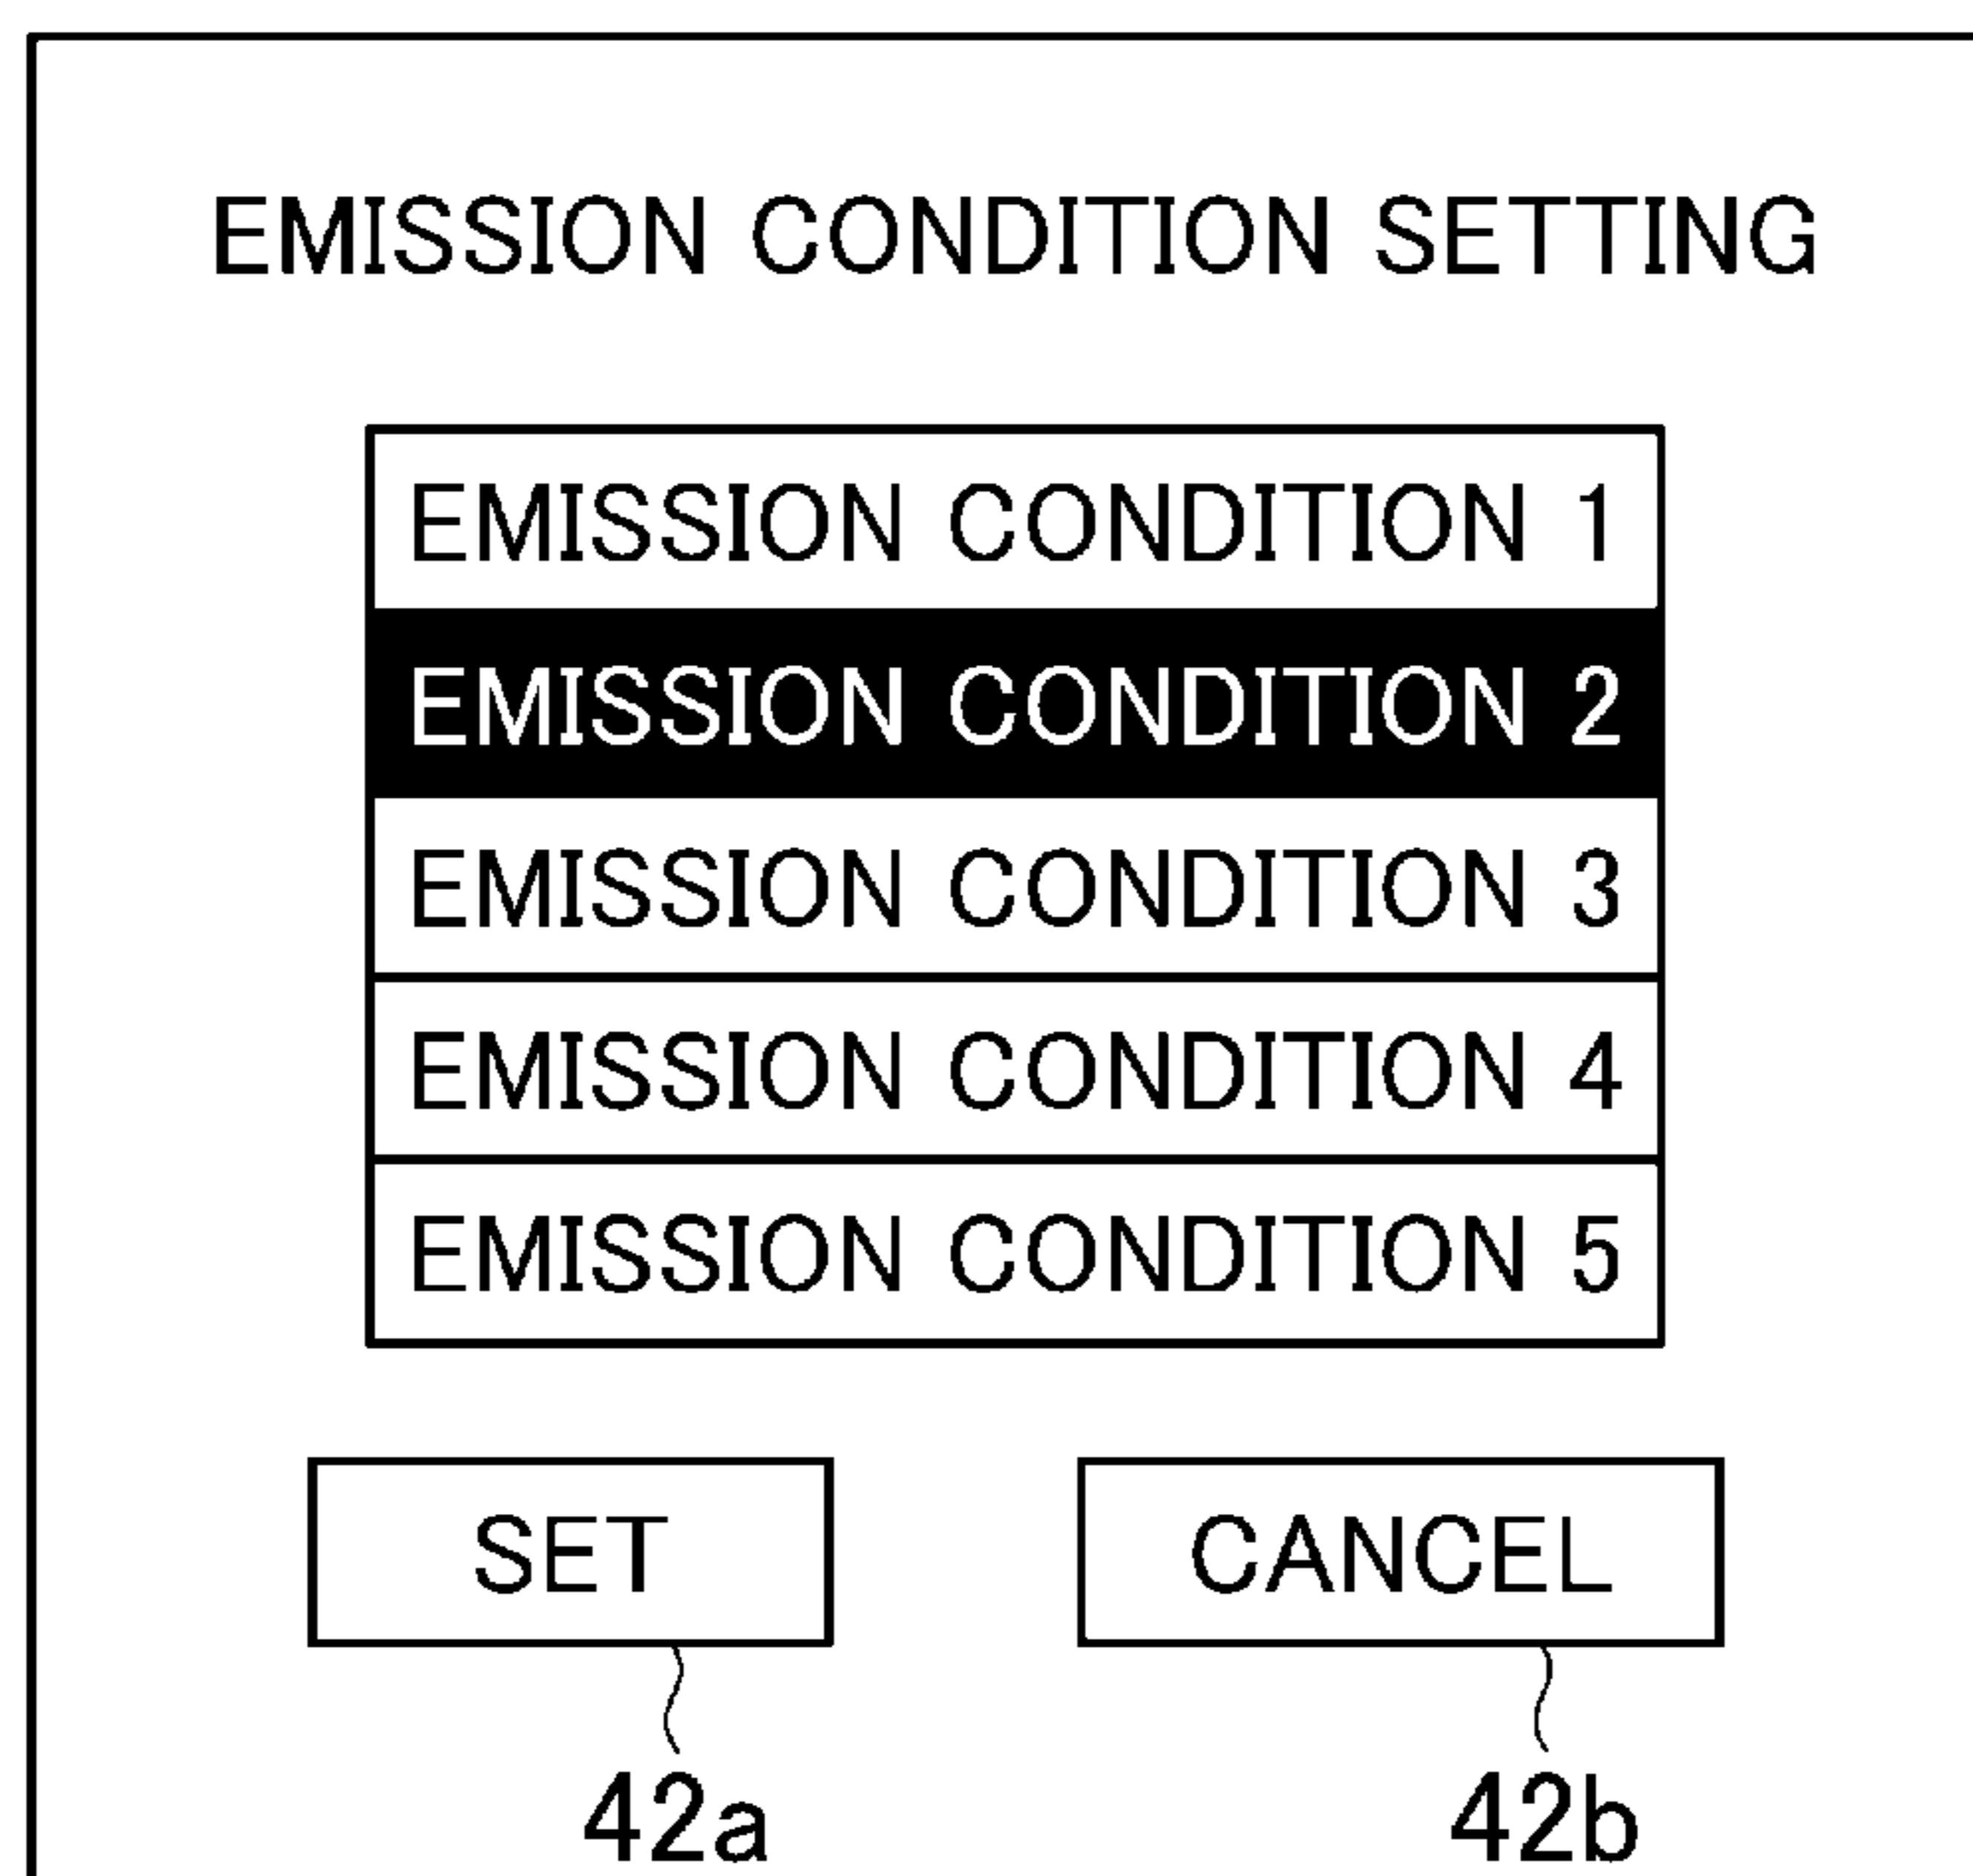 EMISSION CONDITION SETTING
EMISSION CONDITION 1
EMISSION CONDITION 2
EMISSION CONDITION 3
EMISSION CONDITION 4
EMISSION CONDITION 5
SET CANCEL
42a 42b